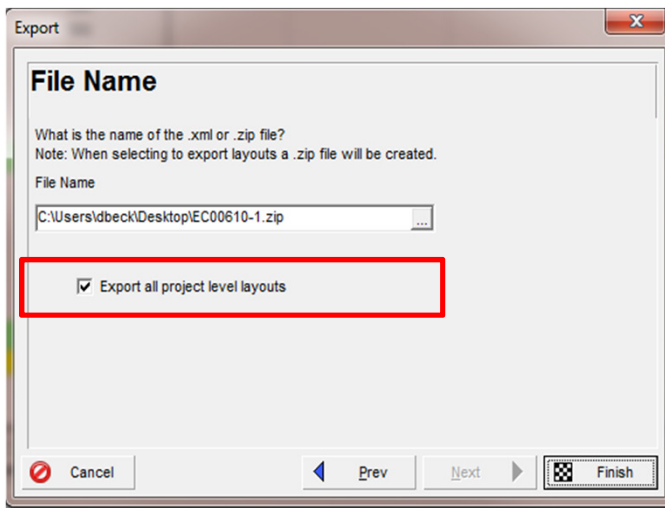 Export
File Name
What is the name of the .xml or .zip file?
Note: When selecting to export layouts a .zip file will be created.
File Name
C:\Users\dbeck\Desktop\EC00610-1.zip
...
Export all project level layouts
Cancel
Prev
Next
Finish